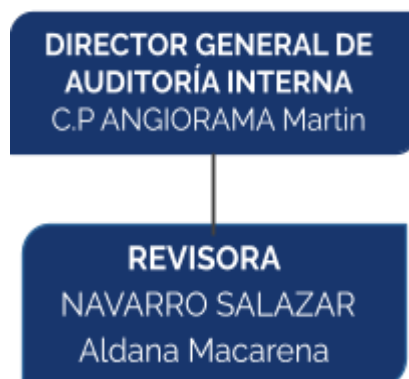 DIRECTOR GENERAL DE
AUDITORÍA INTERNA
C.P ANGIORAMA Martin
REVISORA
NAVARRO SALAZAR
Aldana Macarena